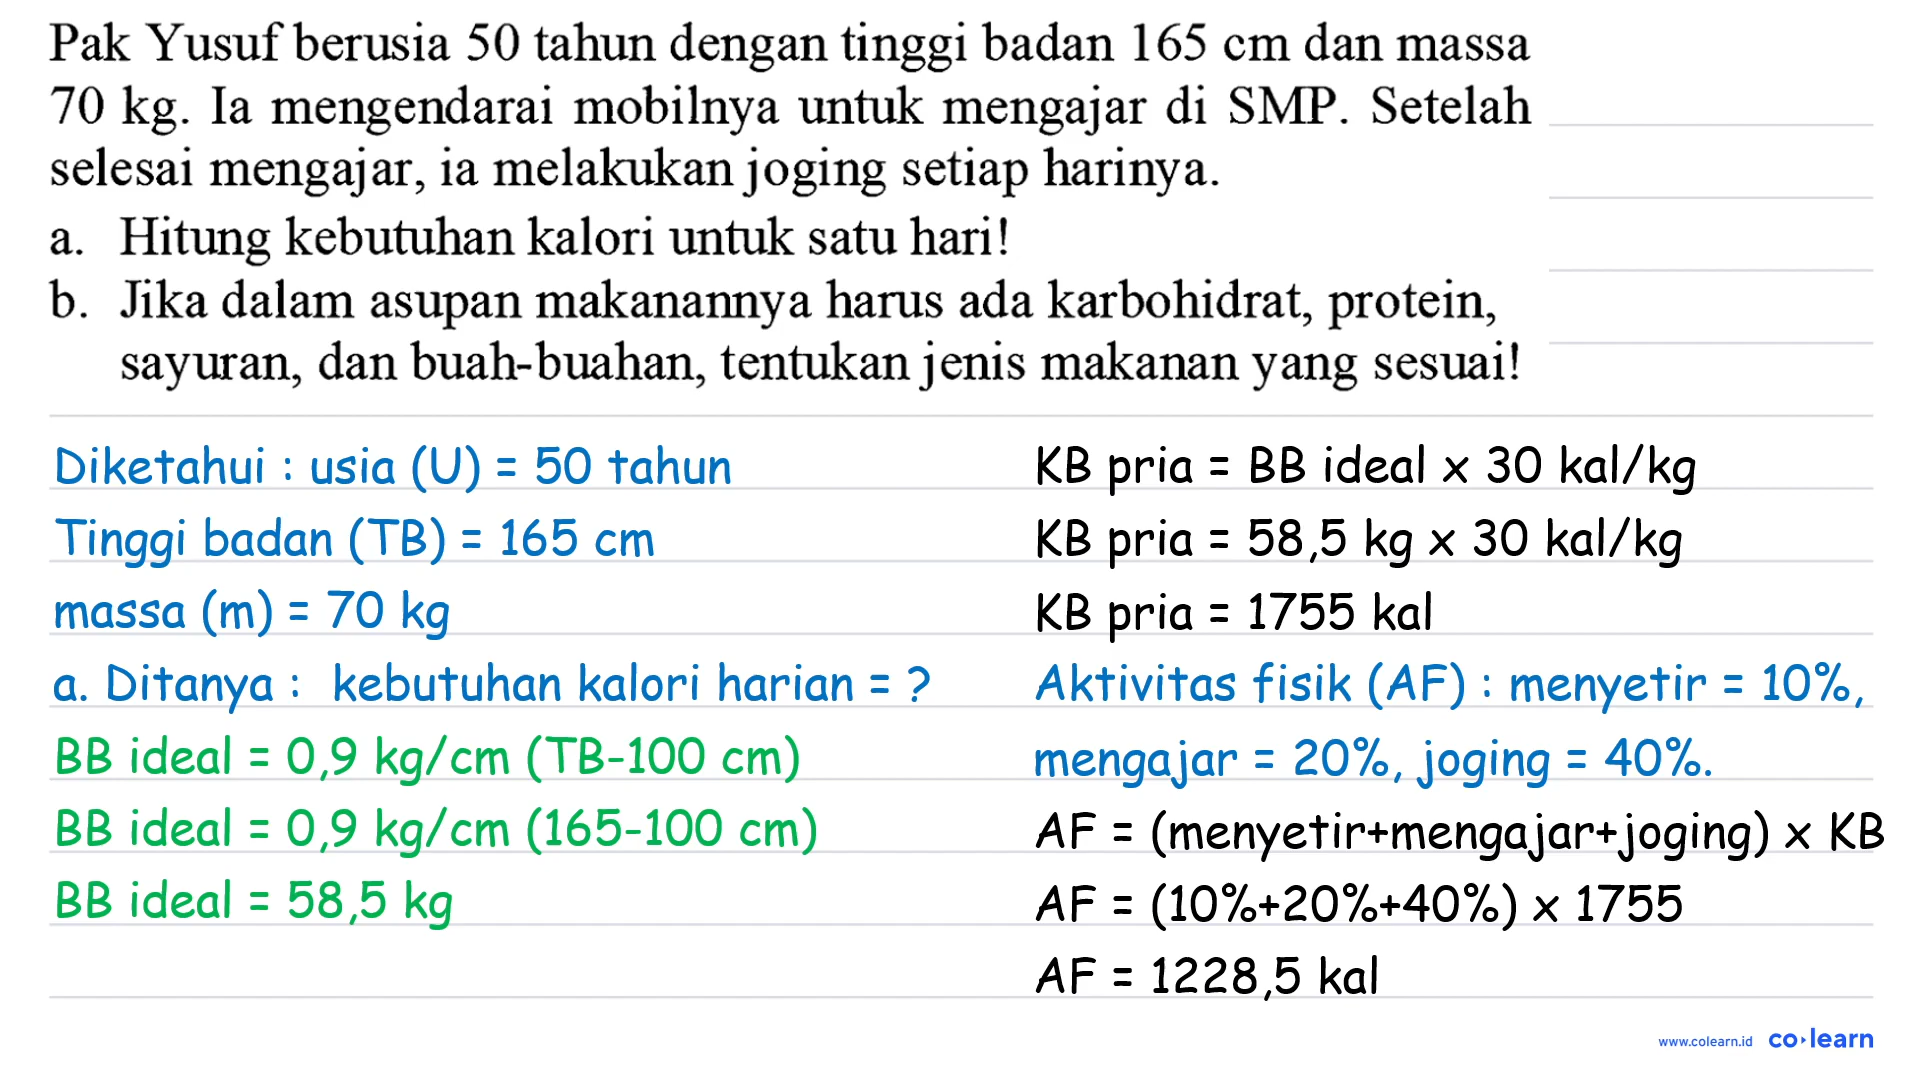 Pak Yusuf berusia 50 tahun dengan tinggi badan 165 cm dan massa
70 kg. Ia mengendarai mobilnya untuk mengajar di SMP. Setelah
selesai mengajar, ia melakukan joging setiap harinya.
a. Hitung kebutuhan kalori untuk satu hari!
b. Jika dalam asupan makanannya harus ada karbohidrat, protein,
sayuran, dan buah-buahan, tentukan jenis makanan yang sesuai!
Diketahui : usia (U) = 50 tahun
Tinggi badan (TB) = 165 cm
massa (m) = 70 kg
a. Ditanya : kebutuhan kalori harian = ?
BB ideal = 0,9 kg/cm (TB-100 cm)
BB ideal = 0,9 kg/cm (165-100 cm)
BB ideal = 58,5 kg
KB pria = BB ideal x 30 kal/kg
KB pria = 58,5 kg x 30 kal/kg
KB pria = 1755 kal
Aktivitas fisik (AF) : menyetir = 10%,
mengajar = 20%, joging = 40%.
AF = (menyetir+mengajar+joging) x KB
AF = (10%+20%+40%) x 1755
AF = 1228,5 kal
www.colearn.id co·learn